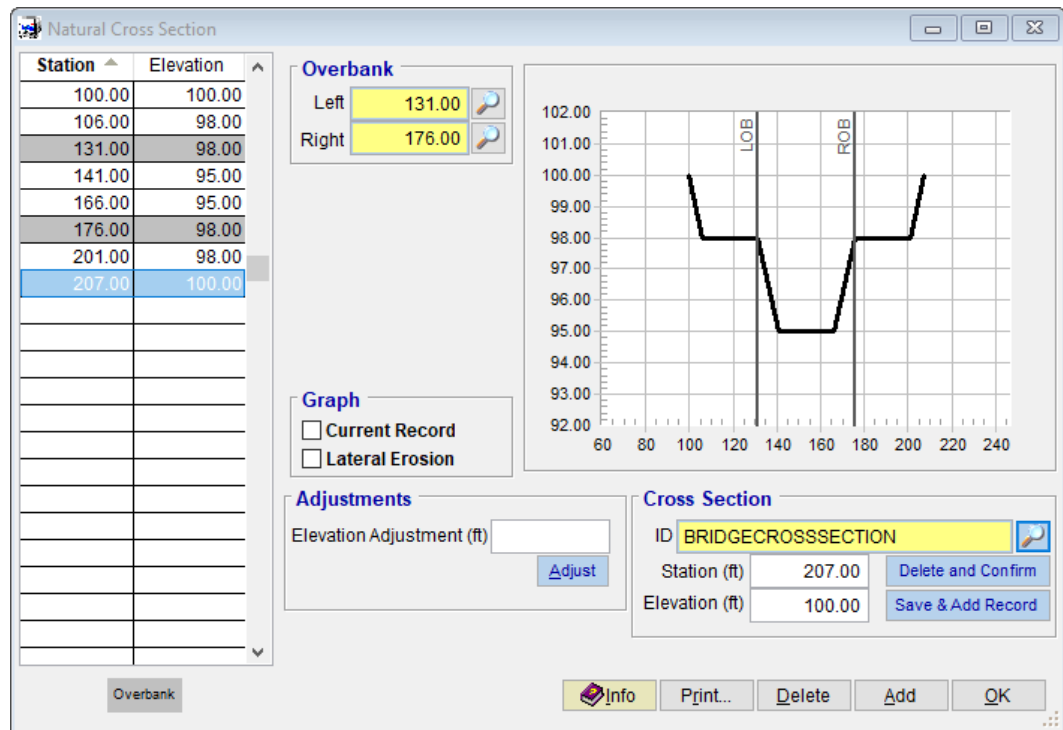 Natural Cross Section
Station Elevation
100.00 100.00
106.00 98.00
131.00 98.00
141.00 95.00
166.00 95.00
176.00 98.00
201.00 98.00
207.00 100.00
Overbank
Overbank
Left 131.00
Right 176.00
Graph
Current Record
Lateral Erosion
102.00
101.00
100.00
99.00
98.00
97.00
96.00
95.00
94.00
93.00
92.00
LOB ROB
60 80 100 120 140 160 180 200 220 240
Adjustments
Elevation Adjustment (ft)
Adjust
Cross Section
ID BRIDGECROSSSECTION
Station (ft) 207.00 Delete and Confirm
Elevation (ft) 100.00 Save & Add Record
Info Print... Delete Add OK